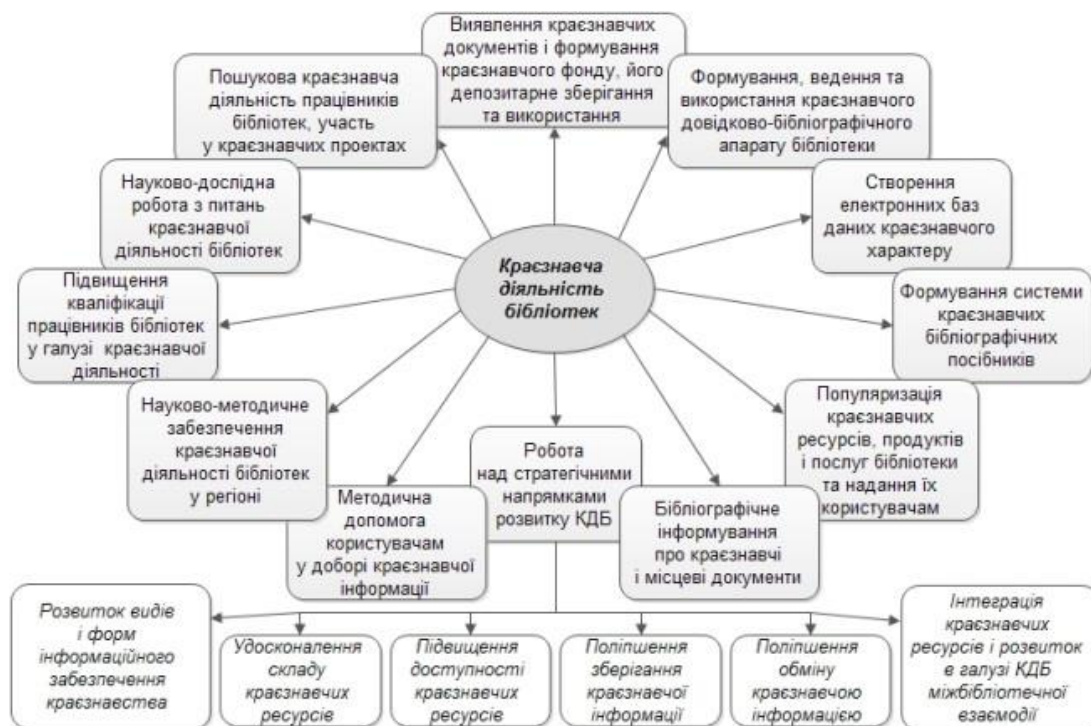 Виявлення краєзнавчих
документів і формування
краєзнавчого фонду, його
депозитарне зберігання
та використання
Пошукова краєзнавча
діяльність працівників
бібліотек, участь
у краєзнавчих проектах
Формування, ведення та
використання краєзнавчого
довідково-бібліографічного
апарату бібліотеки
Науково-дослідна
робота з питань
краєзнавчої
діяльності бібліотек
Створення
електронних баз
даних краєзнавчого
характеру
Краєзнавча
діяльність
бібліотек
Підвищення
кваліфікації
працівників бібліотек
у галузі краєзнавчої
діяльності
Формування системи
краєзнавчих
бібліографічних
посібників
Науково-методичне
забезпечення
краєзнавчої
діяльності бібліотек
у регіоні
Популяризація
краєзнавчих
ресурсів, продуктів
і послуг бібліотеки
та надання їх
користувачам
Методична
допомога
користувачам
у доборі краєзнавчої
інформації
Робота
над стратегічними
напрямками
розвитку КДБ
Бібліографічне
інформування
про краєзнавчі
і місцеві документи
Розвиток видів
і форм
інформаційного
забезпечення
краєзнавства
Удосконалення
складу
краєзнавчих
ресурсів
Підвищення
доступності
краєзнавчих
ресурсів
Поліпшення
зберігання
краєзнавчої
інформації
Поліпшення
обміну
краєзнавчою
інформацією
Інтеграція
краєзнавчих
ресурсів і розвиток
в галузі КДБ
міжбібліотечної
взаємодії